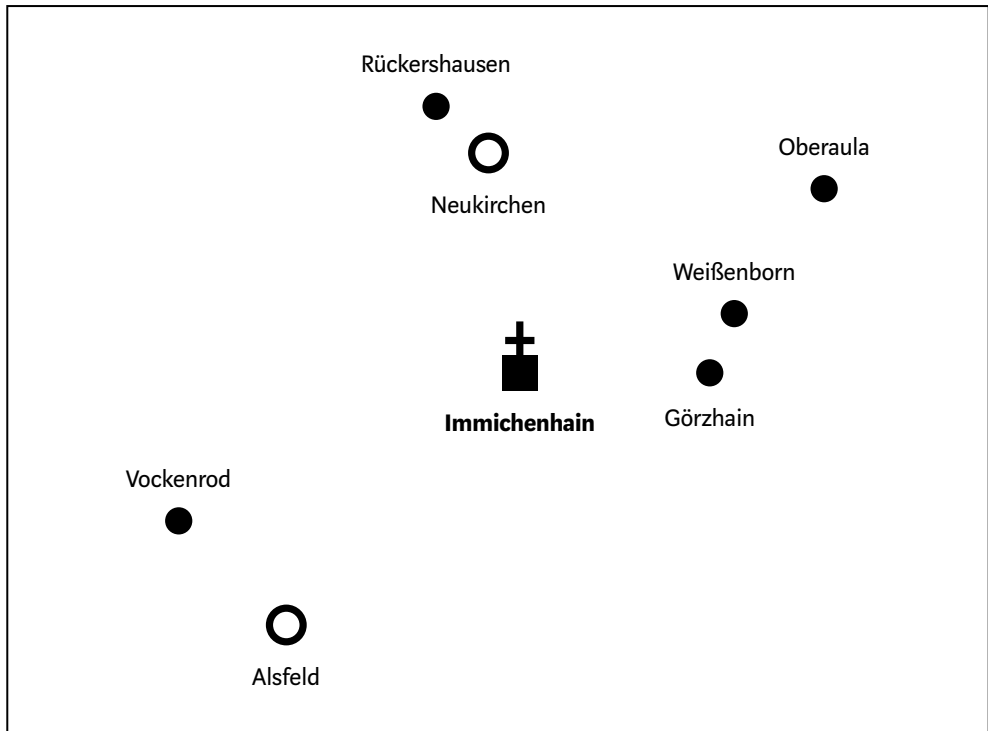 Rückershausen
Oberaula
Neukirchen
Weißenborn
Immichenhain
Görzhain
Vockenrod
Alsfeld